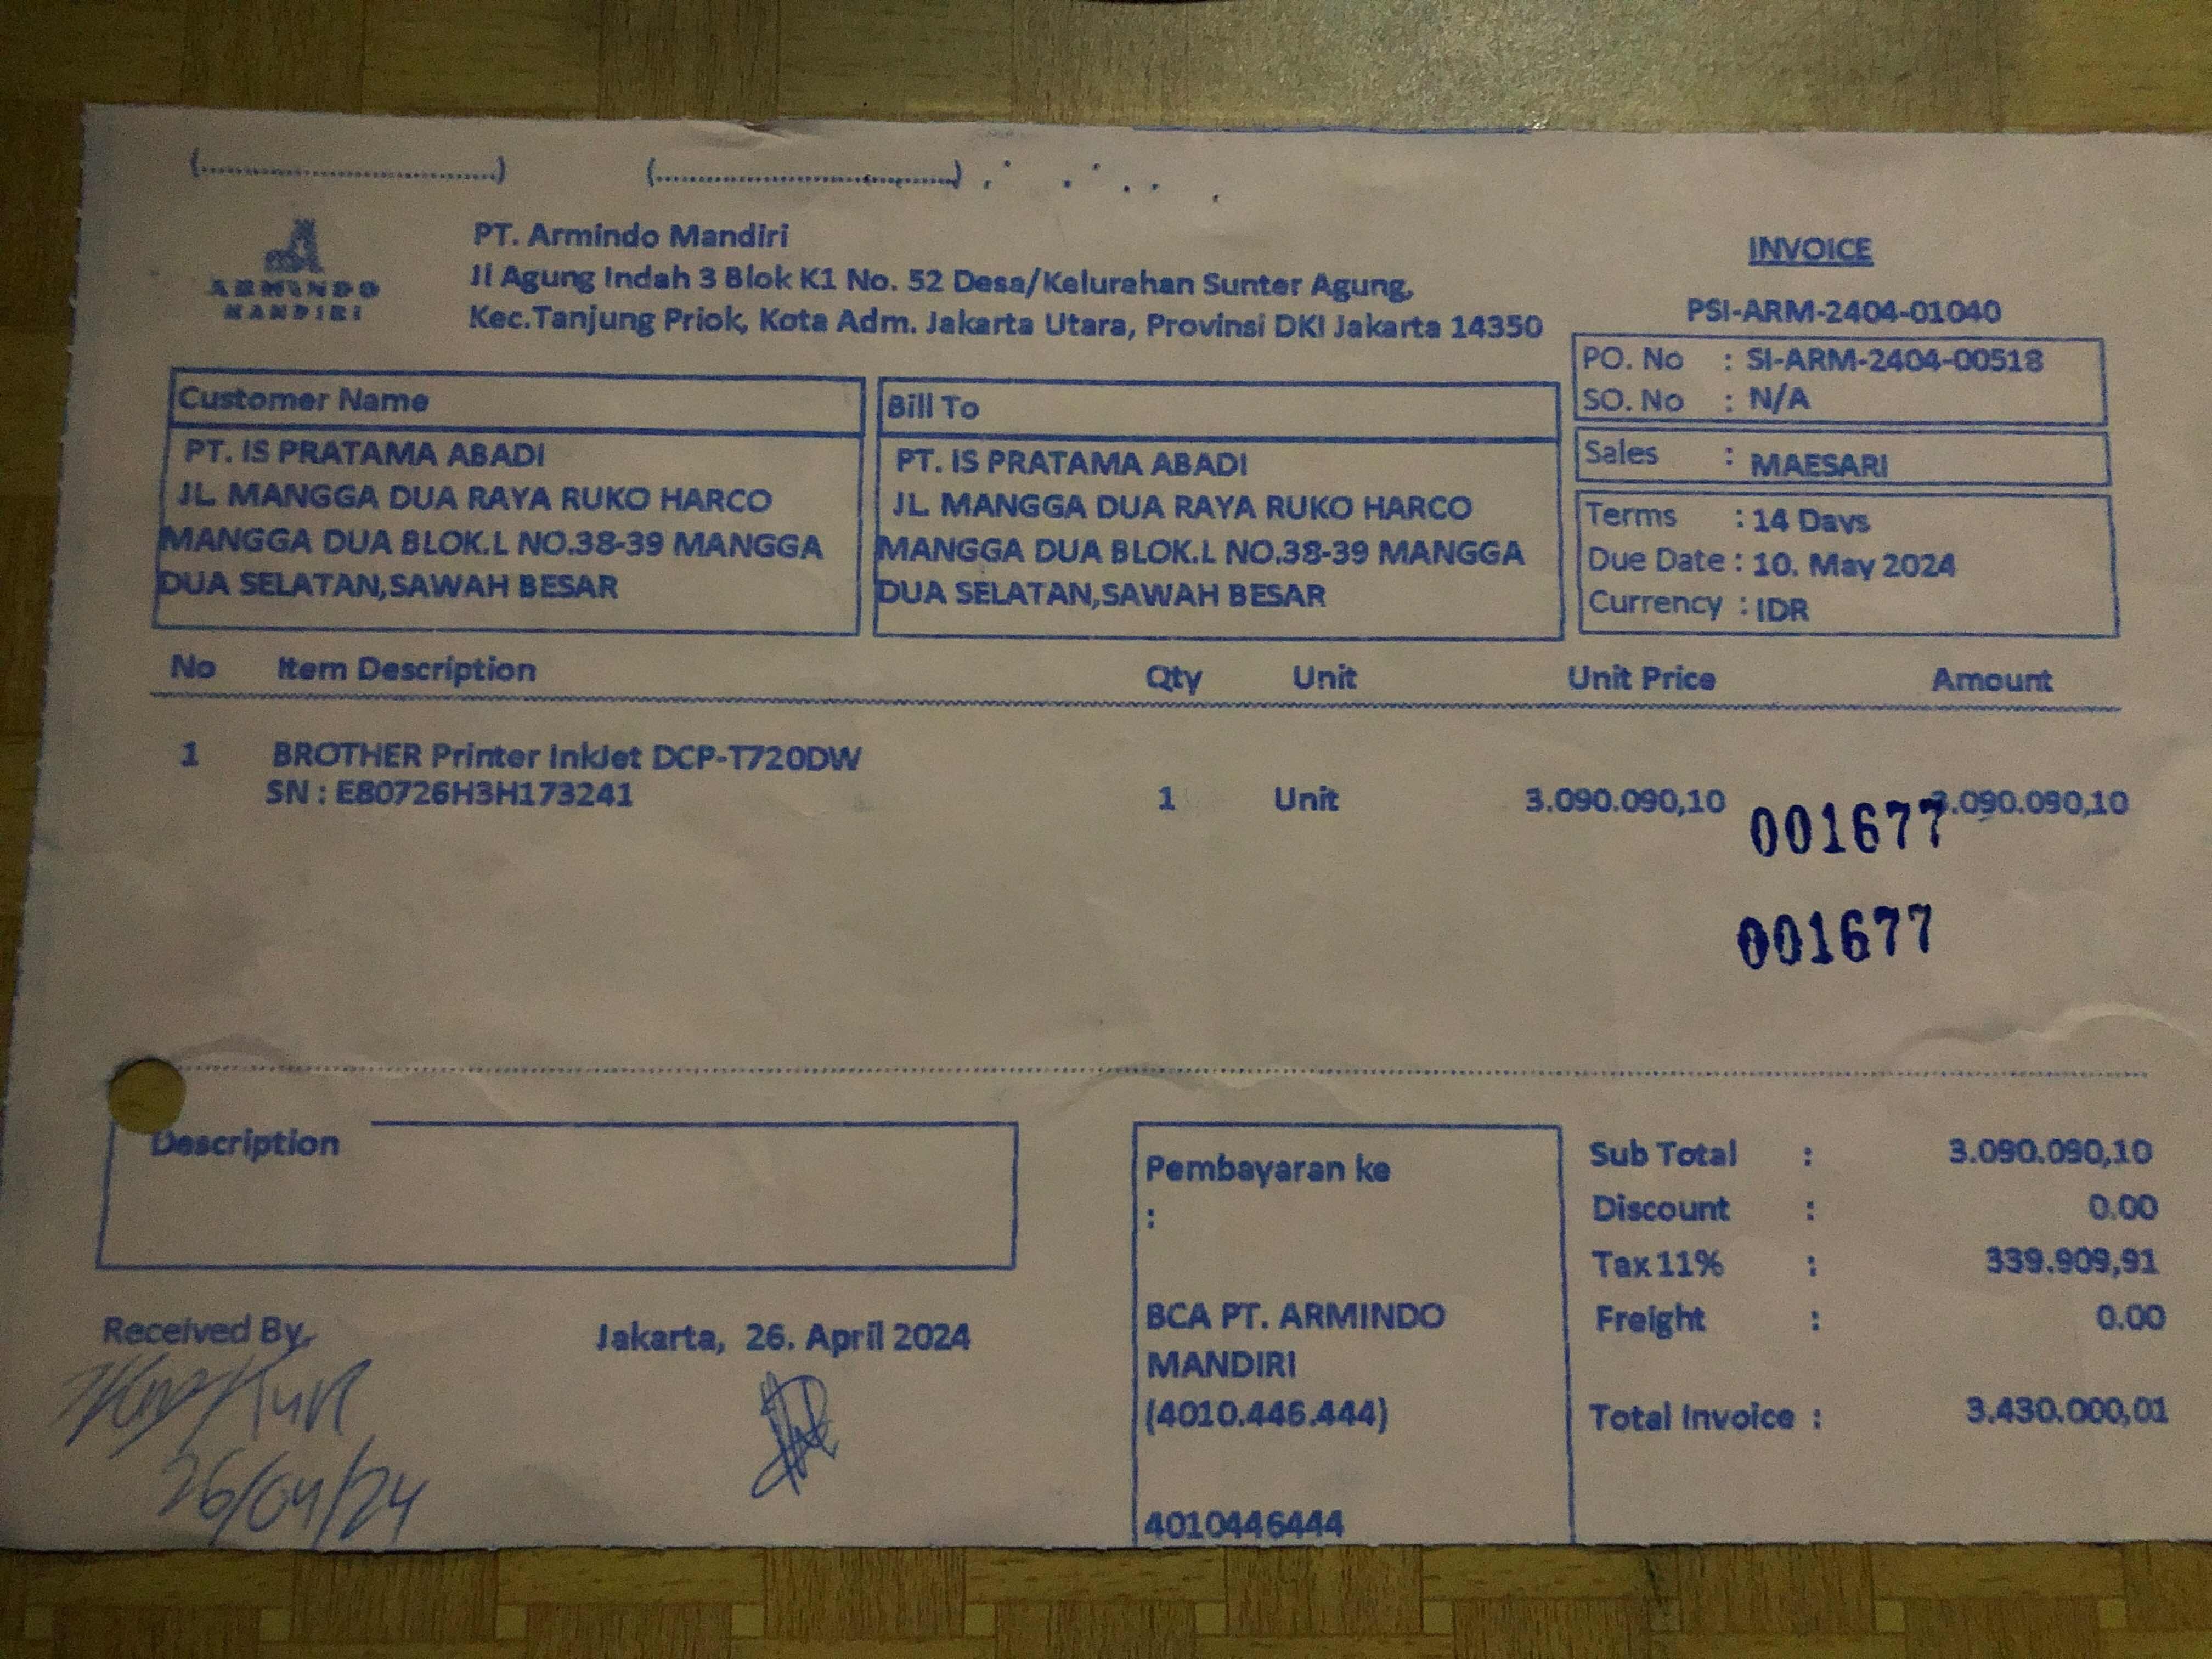 (..............................) (..............................)
ARMINDO
MANDIRI
PT. Armindo Mandiri
Jl Agung Indah 3 Blok K1 No. 52 Desa/Kelurahan Sunter Agung,
Kec.Tanjung Priok, Kota Adm. Jakarta Utara, Provinsi DKI Jakarta 14350
INVOICE
PSI-ARM-2404-01040
PO. No : SI-ARM-2404-00518
SO. No : N/A
Sales : MAESARI
Terms : 14 Days
Due Date : 10. May 2024
Currency : IDR
Customer Name
PT. IS PRATAMA ABADI
JL. MANGGA DUA RAYA RUKO HARCO
MANGGA DUA BLOK.L NO.38-39 MANGGA
DUA SELATAN,SAWAH BESAR
Bill To
PT. IS PRATAMA ABADI
JL. MANGGA DUA RAYA RUKO HARCO
MANGGA DUA BLOK.L NO.38-39 MANGGA
DUA SELATAN,SAWAH BESAR
No Item Description Qty Unit Unit Price Amount
1 BROTHER Printer InkJet DCP-T720DW
SN : E80726H3H173241 1 Unit 3.090.090,10 3.090.090,10
001677
001677
Description
Received By,
26/04/24
Jakarta, 26. April 2024
Pembayaran ke
:
BCA PT. ARMINDO
MANDIRI
(4010.446.444)
4010446444
Sub Total : 3.090.090,10
Discount : 0.00
Tax 11% : 339.909,91
Freight : 0.00
Total Invoice : 3.430.000,01